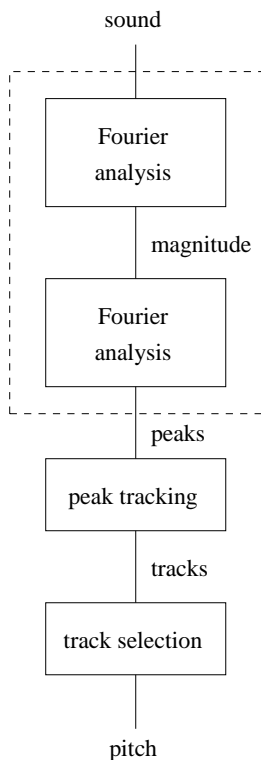 sound
Fourier
analysis
magnitude
Fourier
analysis
peaks
peak tracking
tracks
track selection
pitch